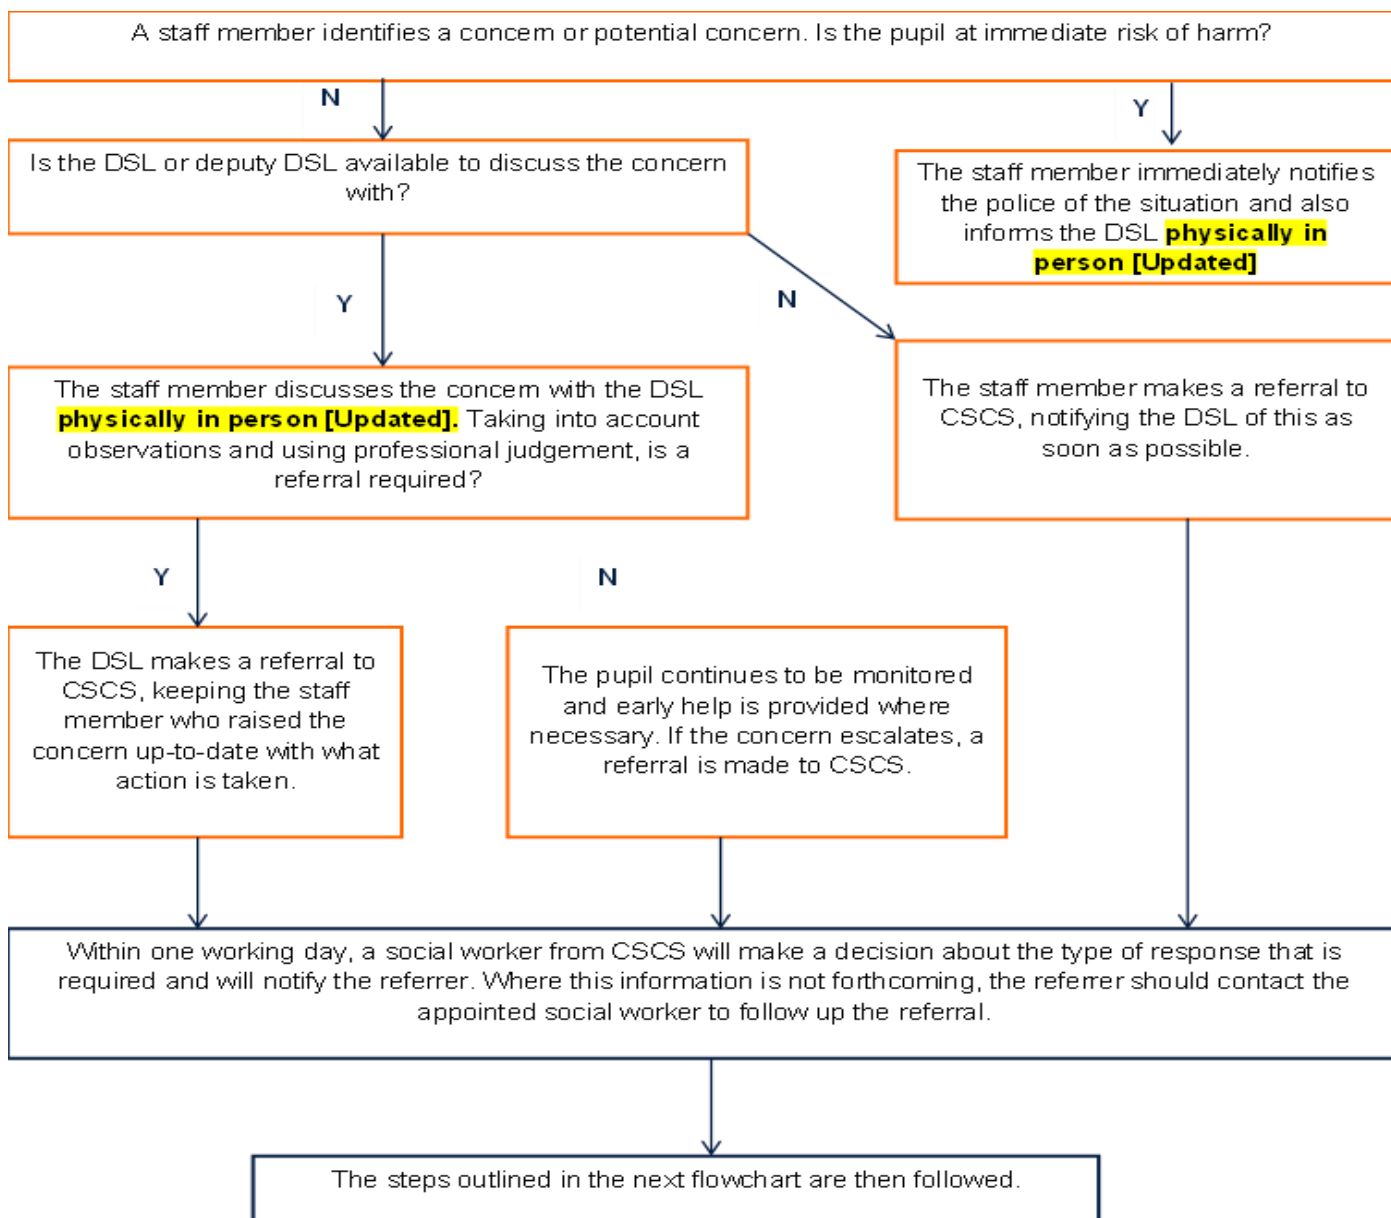 A staff member identifies a concern or potential concern. Is the pupil at immediate risk of harm?
N
Y
Is the DSL or deputy DSL available to discuss the concern
with?
The staff member immediately notifies
the police of the situation and also
informs the DSL physically in
person [Updated]
Y
N
The staff member discusses the concern with the DSL
physically in person [Updated]. Taking into account
observations and using professional judgement, is a
referral required?
The staff member makes a referral to
CSCS, notifying the DSL of this as
soon as possible.
Y
N
The DSL makes a referral to
CSCS, keeping the staff
member who raised the
concern up-to-date with what
action is taken.
The pupil continues to be monitored
and early help is provided where
necessary. If the concern escalates, a
referral is made to CSCS.
Within one working day, a social worker from CSCS will make a decision about the type of response that is
required and will notify the referrer. Where this information is not forthcoming, the referrer should contact the
appointed social worker to follow up the referral.
The steps outlined in the next flowchart are then followed.